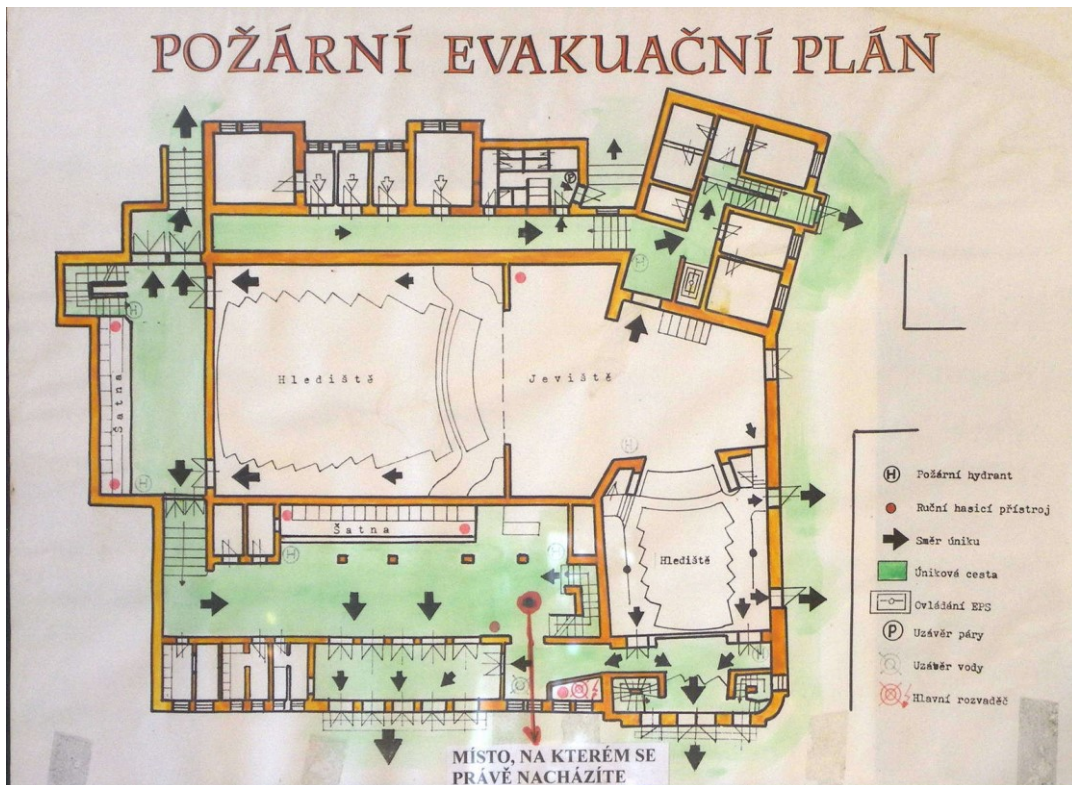 POŽÁRNÍ EVAKUAČNÍ PLÁN
P
H
H
Hlediště
Jeviště
Šatna
H
H
Šatna
H
H
Hlediště
H
H Požární hydrant
Ruční hasicí přístroj
Směr úniku
Úniková cesta
Ovládání EPS
P Uzávěr páry
Uzávěr vody
Hlavní rozvaděč
MÍSTO, NA KTERÉM SE
PRÁVĚ NACHÁZÍTE